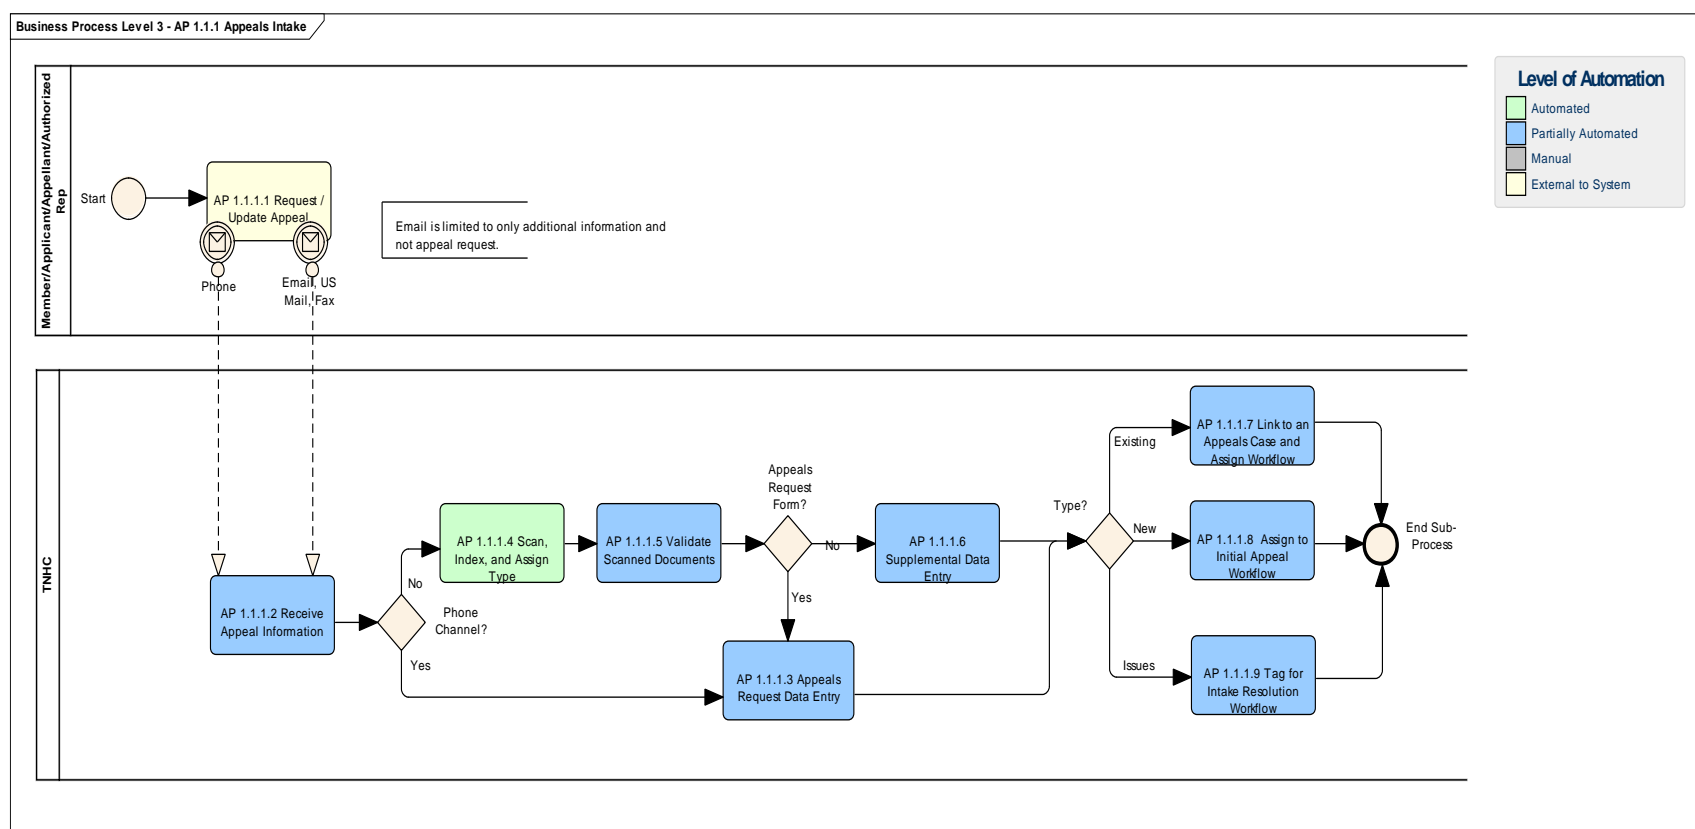 Business Process Level 3 - AP 1.1.1 Appeals Intake
Level of Automation
Automated
Partially Automated
Manual
External to System
Member/Applicant/Appellant/Authorized
Rep
Start
AP 1.1.1.1 Request /
Update Appeal
Phone
Email, US
Mail, Fax
Email is limited to only additional information and
not appeal request.
TNHC
AP 1.1.1.2 Receive
Appeal Information
Phone
Channel?
No
Yes
AP 1.1.1.4 Scan,
Index, and Assign
Type
AP 1.1.1.5 Validate
Scanned Documents
Appeals
Request
Form?
No
Yes
AP 1.1.1.6
Supplemental Data
Entry
AP 1.1.1.3 Appeals
Request Data Entry
Type?
Existing
New
Issues
AP 1.1.1.7 Link to an
Appeals Case and
Assign Workflow
AP 1.1.1.8 Assign to
Initial Appeal
Workflow
AP 1.1.1.9 Tag for
Intake Resolution
Workflow
End Sub-
Process